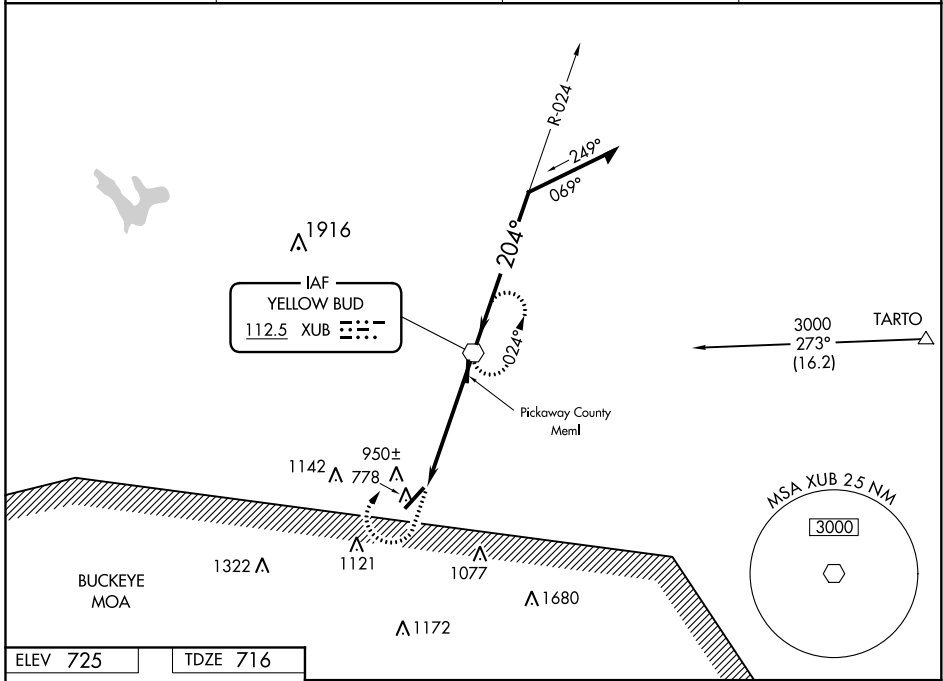 R-024
249°
069°
1916
204°
IAF
YELLOW BUD
112.5 XUB
024°
3000
273°
(16.2)
TARTO
Pickaway County
Meml
950±
1142
778
MSA XUB 25 NM
3000
1322
1121
1077
BUCKEYE
MOA
1680
1172
ELEV 725
TDZE 716